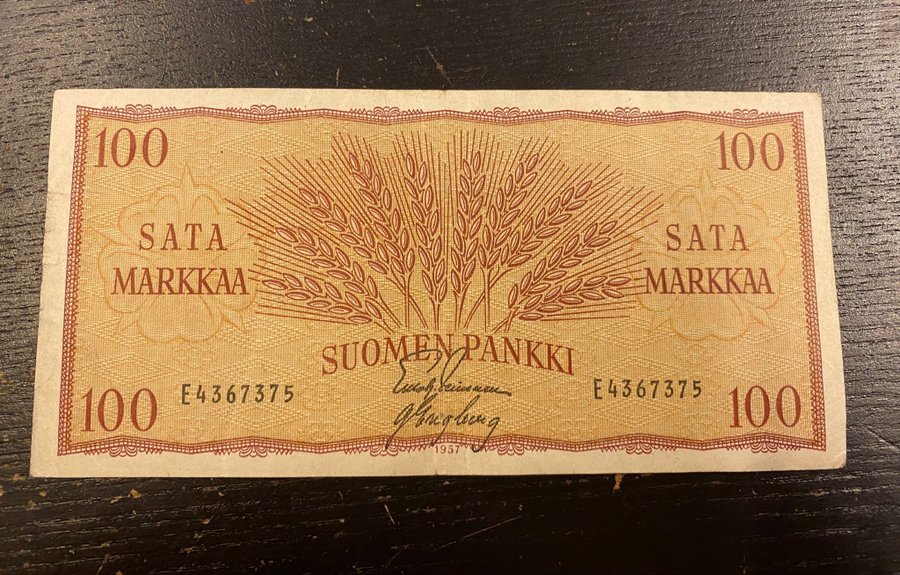 100 100
SATA SATA
MARKKAA MARKKAA
SUOMEN PANKKI
E4367375 E4367375
100 100
1957